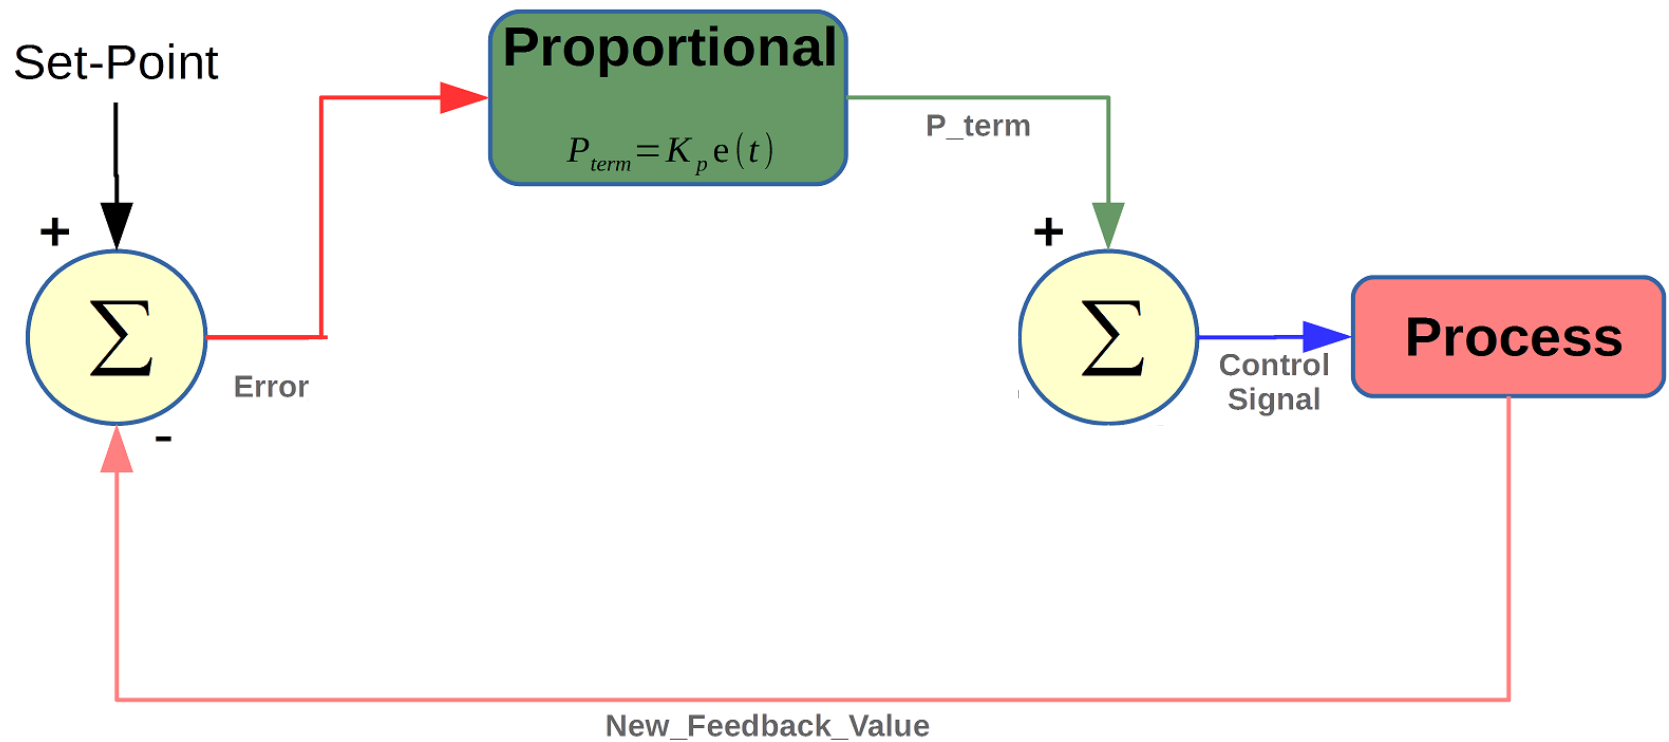 Set-Point
Proportional
P_term = K_p e(t)
P_term
+
+
Σ
Σ
Process
Control
Signal
Error
-
New_Feedback_Value